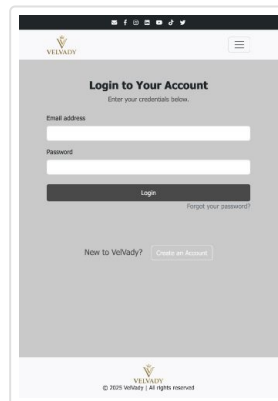 VELVADY
Login to Your Account
Enter your credentials below.
Email address
Password
Login
Forgot your password?
New to VelVady? Create an Account
VELVADY
© 2025 VelVady | All rights reserved